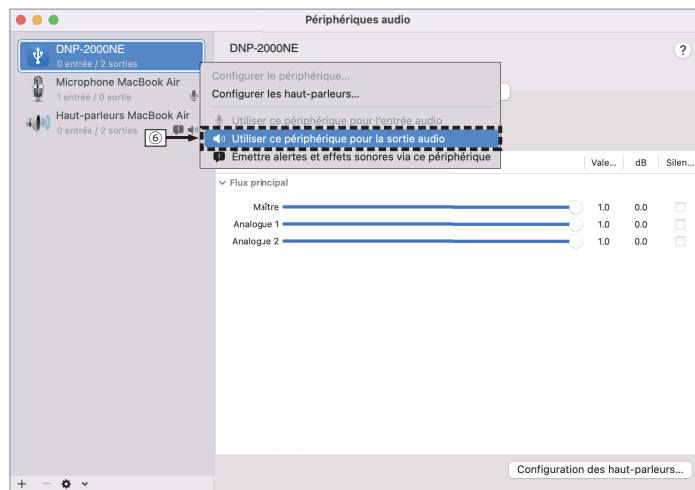 Périphériques audio
DNP-2000NE
0 entrée / 2 sorties
Microphone MacBook Air
1 entrée / 0 sortie
Haut-parleurs MacBook Air
0 entrée / 2 sorties
⑥
DNP-2000NE
?
Configurer le périphérique...
Configurer les haut-parleurs...
Utiliser ce périphérique pour l'entrée audio
Utiliser ce périphérique pour la sortie audio
Émettre alertes et effets sonores via ce périphérique
Vale... dB Silen...
Flux principal
Maître 1.0 0.0
Analogue 1 1.0 0.0
Analogue 2 1.0 0.0
Configuration des haut-parleurs...